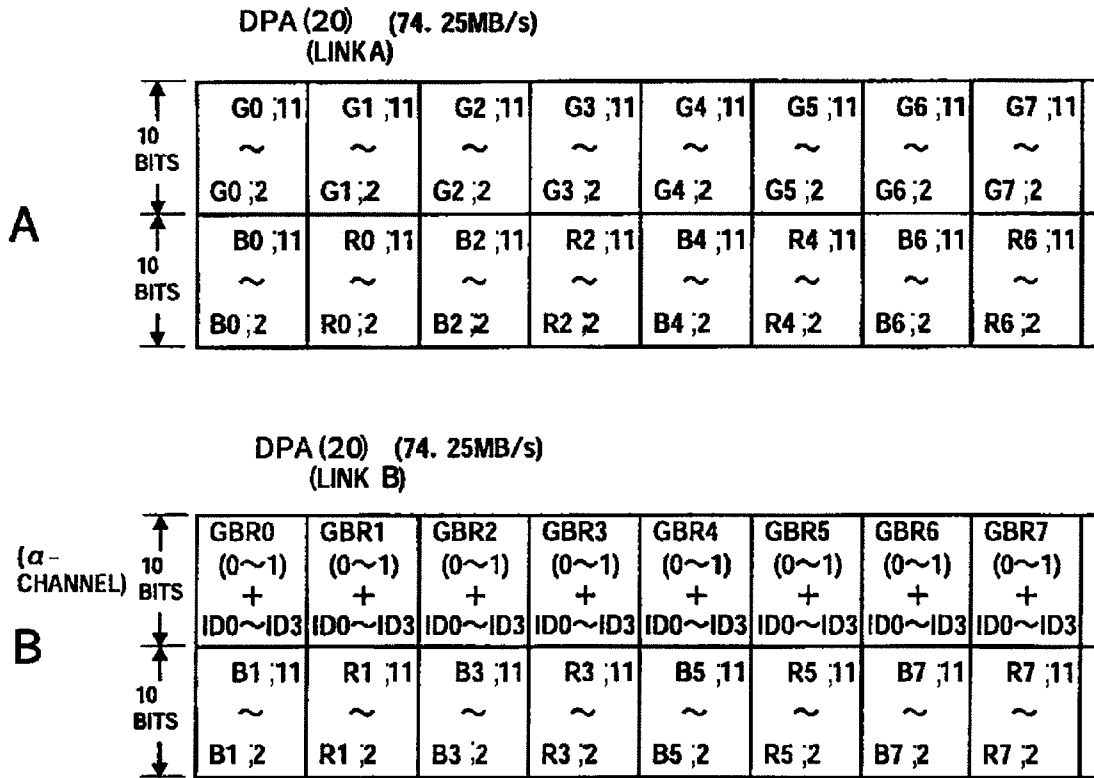 DPA(20) (74. 25MB/s)
(LINKA)
10 BITS
G0 ;11 G1 ;11 G2 ;11 G3 ;11 G4 ;11 G5 ;11 G6 ;11 G7 ;11
~ ~ ~ ~ ~ ~ ~ ~
G0 ;2 G1 ;2 G2 ;2 G3 ;2 G4 ;2 G5 ;2 G6 ;2 G7 ;2
A
10 BITS
B0 ;11 R0 ;11 B2 ;11 R2 ;11 B4 ;11 R4 ;11 B6 ;11 R6 ;11
~ ~ ~ ~ ~ ~ ~ ~
B0 ;2 R0 ;2 B2 ;2 R2 ;2 B4 ;2 R4 ;2 B6 ;2 R6 ;2
DPA(20) (74. 25MB/s)
(LINK B)
(α-
CHANNEL)
10 BITS
GBR0 GBR1 GBR2 GBR3 GBR4 GBR5 GBR6 GBR7
(0~1) (0~1) (0~1) (0~1) (0~1) (0~1) (0~1) (0~1)
+ + + + + + + +
ID0~ID3 ID0~ID3 ID0~ID3 ID0~ID3 ID0~ID3 ID0~ID3 ID0~ID3 ID0~ID3
B
10 BITS
B1 ;11 R1 ;11 B3 ;11 R3 ;11 B5 ;11 R5 ;11 B7 ;11 R7 ;11
~ ~ ~ ~ ~ ~ ~ ~
B1 ;2 R1 ;2 B3 ;2 R3 ;2 B5 ;2 R5 ;2 B7 ;2 R7 ;2